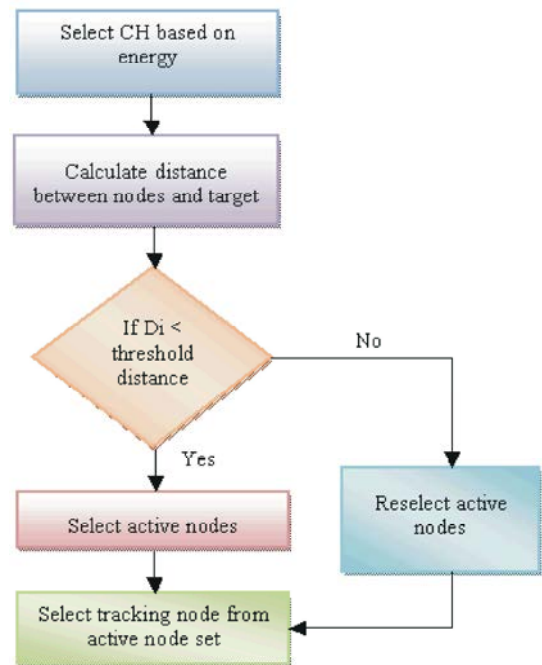 Select CH based on
energy
Calculate distance
between nodes and target
If Di <
threshold
distance
No
Yes
Select active nodes
Reselect active
nodes
Select tracking node from
active node set